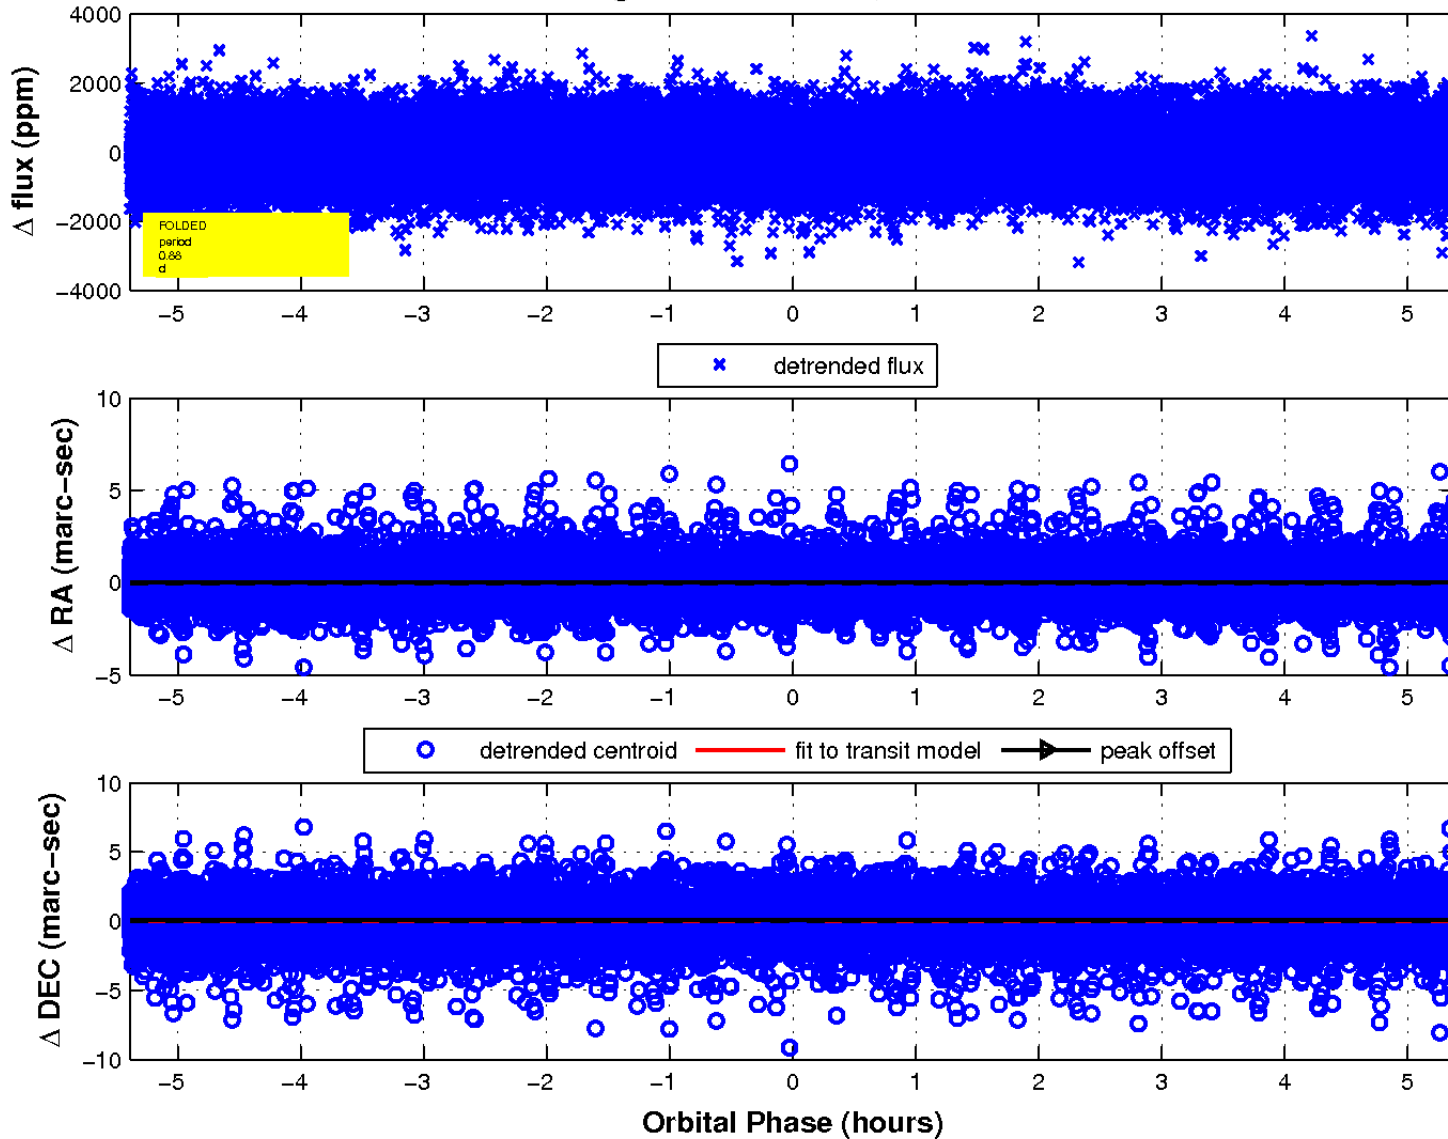 4000
2000
0
−2000
−4000
Δ flux (ppm)
FOLDED
period
0.88
d
−5 −4 −3 −2 −1 0 1 2 3 4 5
detrended flux
10
5
0
−5
Δ RA (marc−sec)
−5 −4 −3 −2 −1 0 1 2 3 4 5
detrended centroid fit to transit model peak offset
10
5
0
−5
−10
Δ DEC (marc−sec)
−5 −4 −3 −2 −1 0 1 2 3 4 5
Orbital Phase (hours)